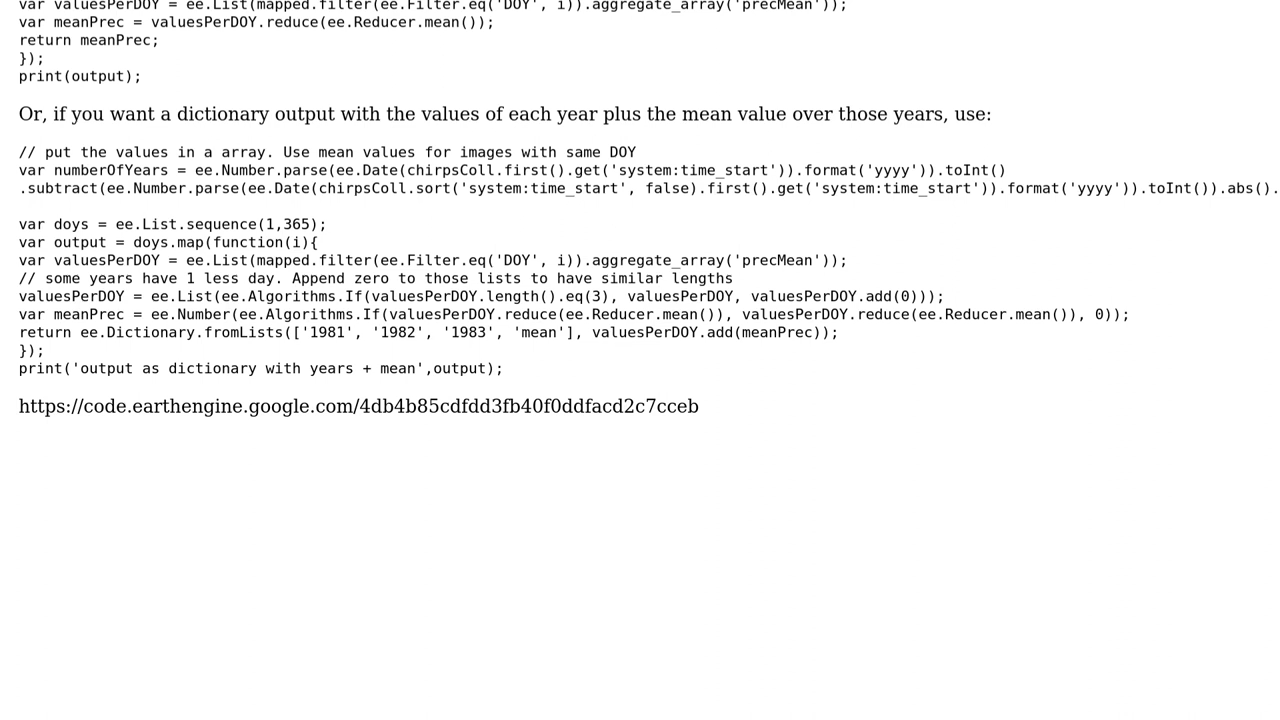 var valuesPerDOY = ee.List(mapped.filter(ee.Filter.eq('DOY', i)).aggregate_array('precMean'));
var meanPrec = valuesPerDOY.reduce(ee.Reducer.mean());
return meanPrec;
});
print(output);
Or, if you want a dictionary output with the values of each year plus the mean value over those years, use:
// put the values in a array. Use mean values for images with same DOY
var numberOfYears = ee.Number.parse(ee.Date(chirpsColl.first().get('system:time_start')).format('yyyy')).toInt()
.subtract(ee.Number.parse(ee.Date(chirpsColl.sort('system:time_start', false).first().get('system:time_start')).format('yyyy')).toInt()).abs().
var doys = ee.List.sequence(1,365);
var output = doys.map(function(i){
var valuesPerDOY = ee.List(mapped.filter(ee.Filter.eq('DOY', i)).aggregate_array('precMean'));
// some years have 1 less day. Append zero to those lists to have similar lengths
valuesPerDOY = ee.List(ee.Algorithms.If(valuesPerDOY.length().eq(3), valuesPerDOY, valuesPerDOY.add(0)));
var meanPrec = ee.Number(ee.Algorithms.If(valuesPerDOY.reduce(ee.Reducer.mean()), valuesPerDOY.reduce(ee.Reducer.mean()), 0));
return ee.Dictionary.fromLists(['1981', '1982', '1983', 'mean'], valuesPerDOY.add(meanPrec));
});
print('output as dictionary with years + mean',output);
https://code.earthengine.google.com/4db4b85cdfdd3fb40f0ddfacd2c7cceb